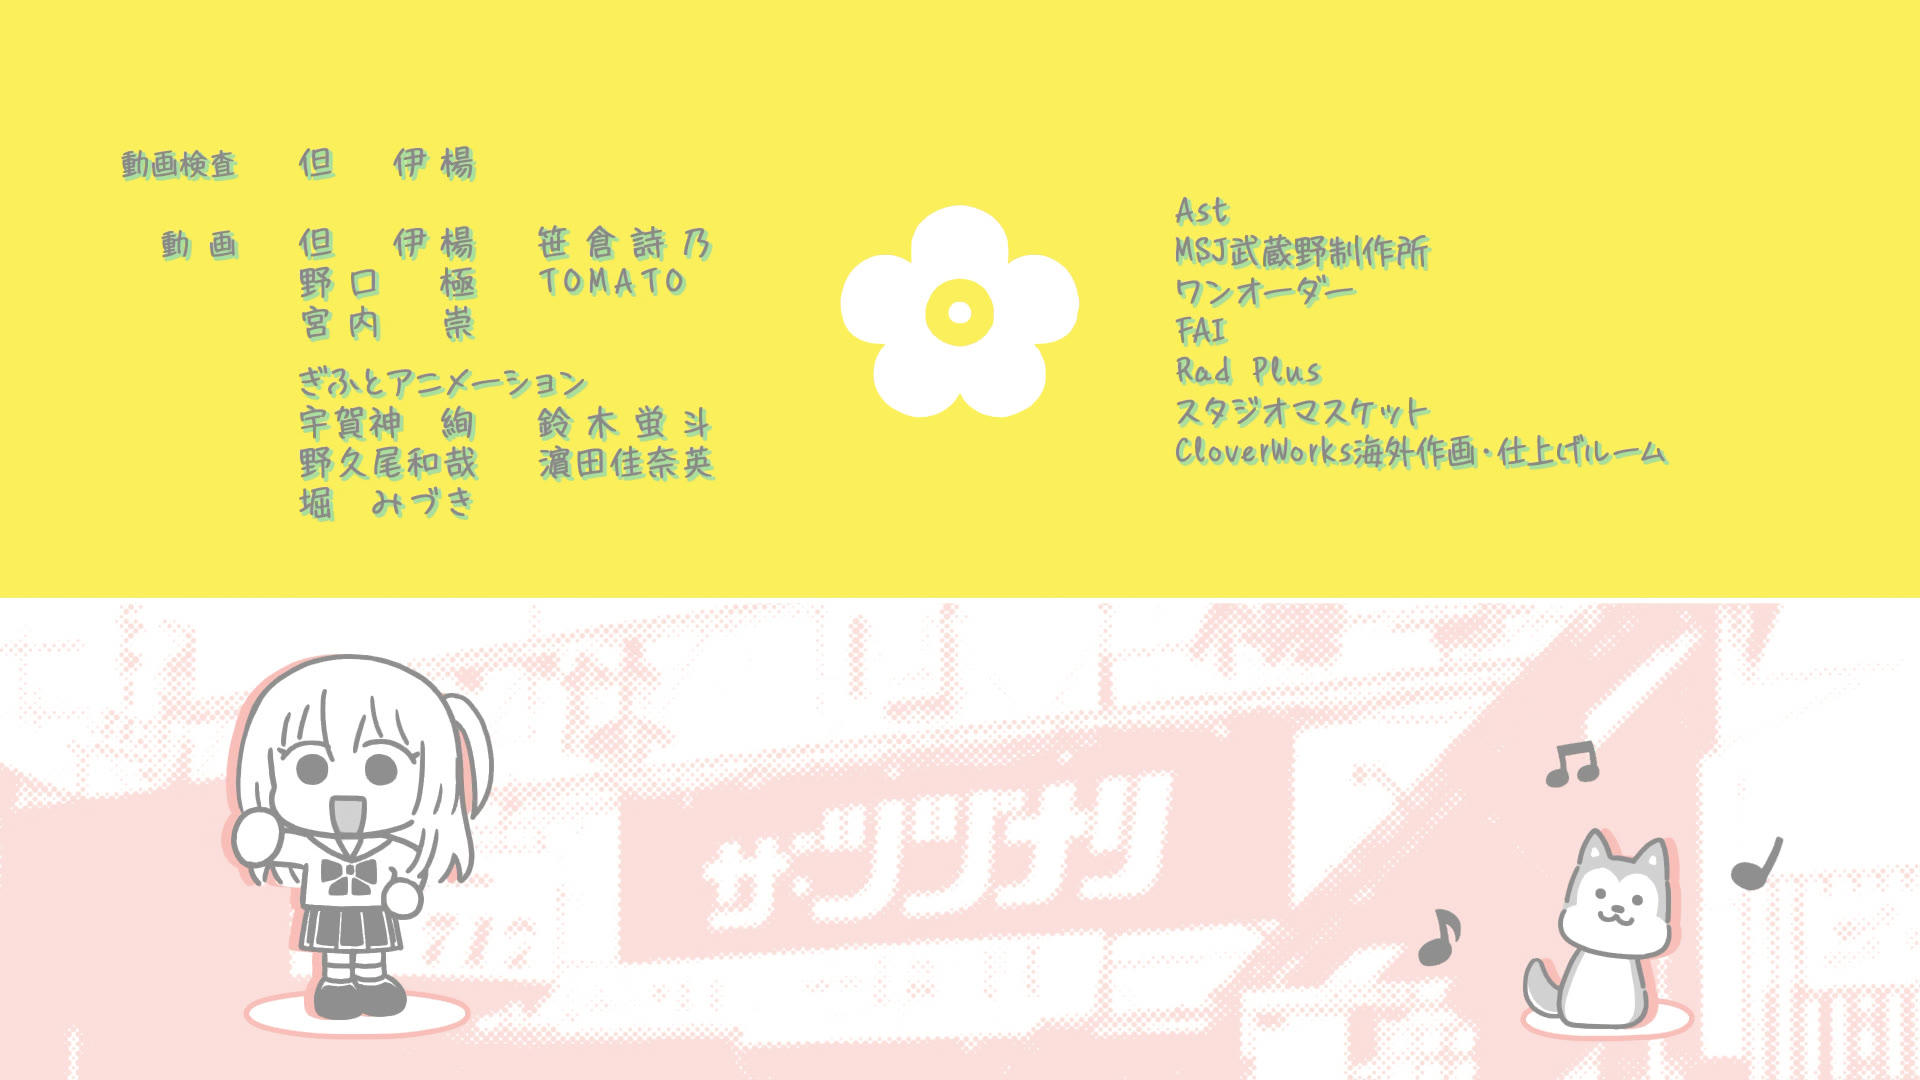 動画検査 但 伊楊
動画 但 伊楊 笹倉詩乃
野口 極 TOMATO
宮内 崇
ぎふとアニメーション
宇賀神 絢 鈴木蛍斗
野久尾和哉 濱田佳奈英
堀 みづき
Ast
MSJ武蔵野制作所
ワンオーダー
FAI
Rad Plus
スタジオマスケット
CloverWorks海外作画・仕上げルーム